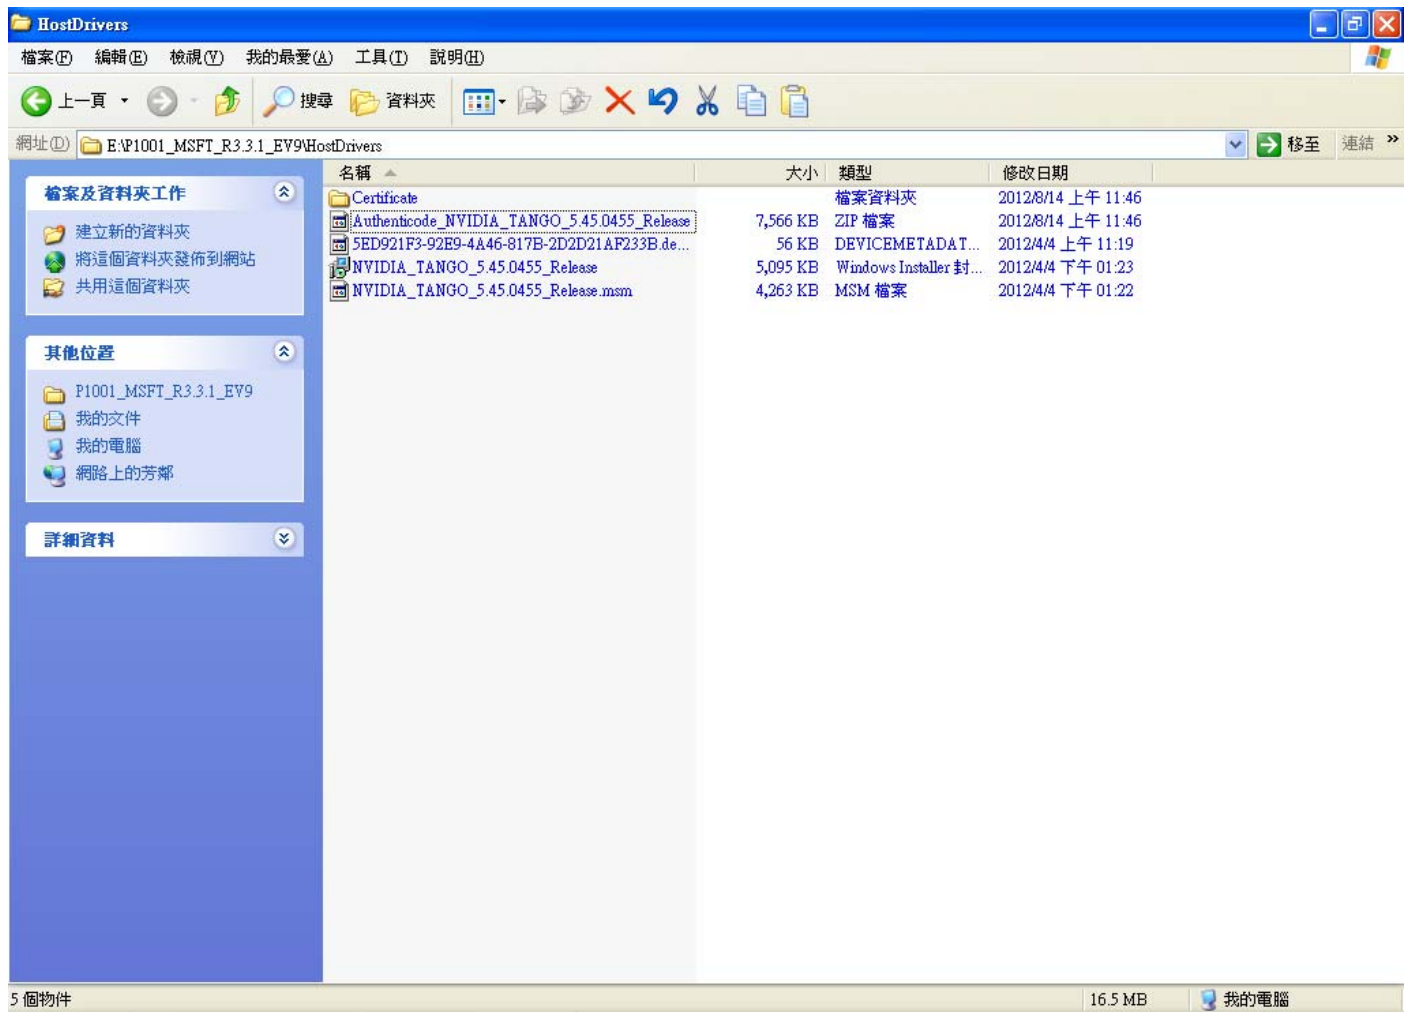 HostDrivers
檔案(F) 編輯(E) 檢視(V) 我的最愛(A) 工具(T) 說明(H)
上一頁 搜尋 資料夾
網址(D) E:\P1001_MSFT_R3.3.1_EV9\HostDrivers 移至 連結 »
檔案及資料夾工作
建立新的資料夾
將這個資料夾發佈到網站
共用這個資料夾
其他位置
P1001_MSFT_R3.3.1_EV9
我的文件
我的電腦
網路上的芳鄰
詳細資料
名稱 大小 類型 修改日期
Certificate 檔案資料夾 2012/8/14 上午 11:46
Authenticode_NVIDIA_TANGO_5.45.0455_Release 7,566 KB ZIP 檔案 2012/8/14 上午 11:46
5ED921F3-92E9-4A46-817B-2D2D21AF233B.de... 56 KB DEVICEMETADAT... 2012/4/4 上午 11:19
NVIDIA_TANGO_5.45.0455_Release 5,095 KB Windows Installer 封... 2012/4/4 下午 01:23
NVIDIA_TANGO_5.45.0455_Release.msm 4,263 KB MSM 檔案 2012/4/4 下午 01:22
5 個物件 16.5 MB 我的電腦